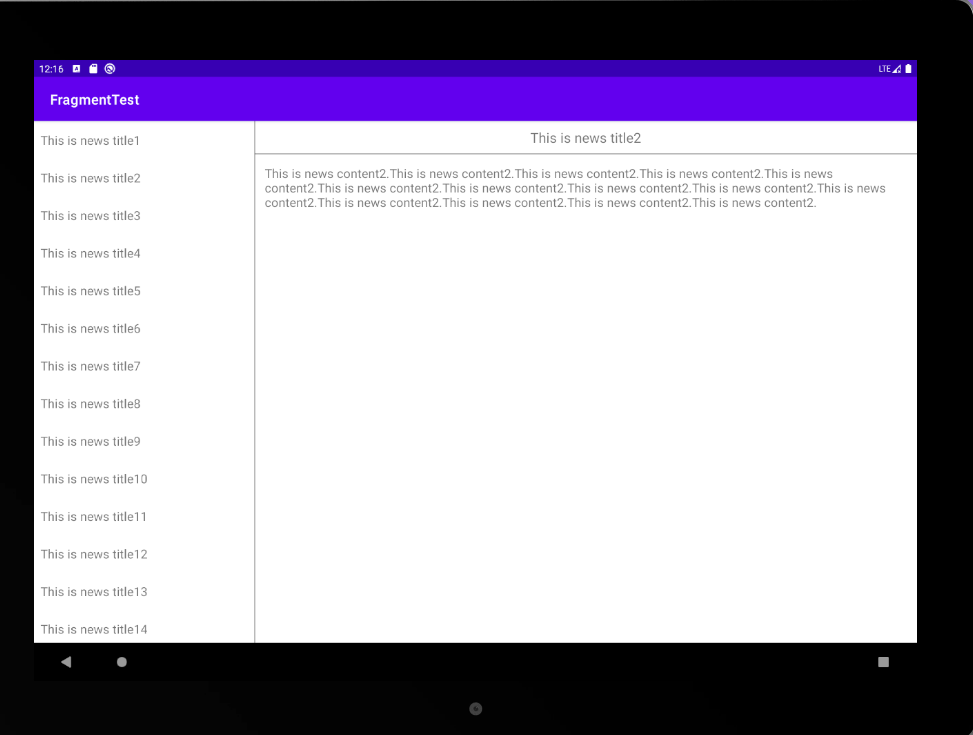 12:16
LTE
FragmentTest
This is news title1
This is news title2
This is news title3
This is news title4
This is news title5
This is news title6
This is news title7
This is news title8
This is news title9
This is news title10
This is news title11
This is news title12
This is news title13
This is news title14
This is news title2
This is news content2.This is news content2.This is news content2.This is news content2.This is news
content2.This is news content2.This is news content2.This is news content2.This is news content2.This is news
content2.This is news content2.This is news content2.This is news content2.This is news content2.